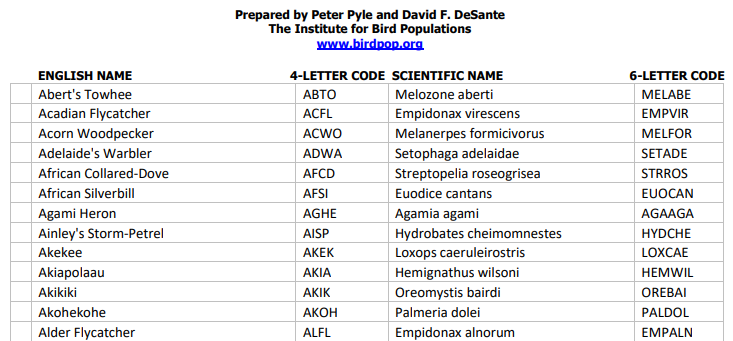 Prepared by Peter Pyle and David F. DeSante
The Institute for Bird Populations
www.birdpop.org
ENGLISH NAME 4-LETTER CODE SCIENTIFIC NAME 6-LETTER CODE
Abert's Towhee ABTO Melozone aberti MELABE
Acadian Flycatcher ACFL Empidonax virescens EMPVIR
Acorn Woodpecker ACWO Melanerpes formicivorus MELFOR
Adelaide's Warbler ADWA Setophaga adelaidae SETADE
African Collared-Dove AFCD Streptopelia roseogrisea STRROS
African Silverbill AFSI Euodice cantans EUOCAN
Agami Heron AGHE Agamia agami AGAAGA
Ainley's Storm-Petrel AISP Hydrobates cheimomnestes HYDCHE
Akekee AKEK Loxops caeruleirostris LOXCAE
Akiapolaau AKIA Hemignathus wilsoni HEMWIL
Akikiki AKIK Oreomystis bairdi OREBAI
Akohekohe AKOH Palmeria dolei PALDOL
Alder Flycatcher ALFL Empidonax alnorum EMPALN